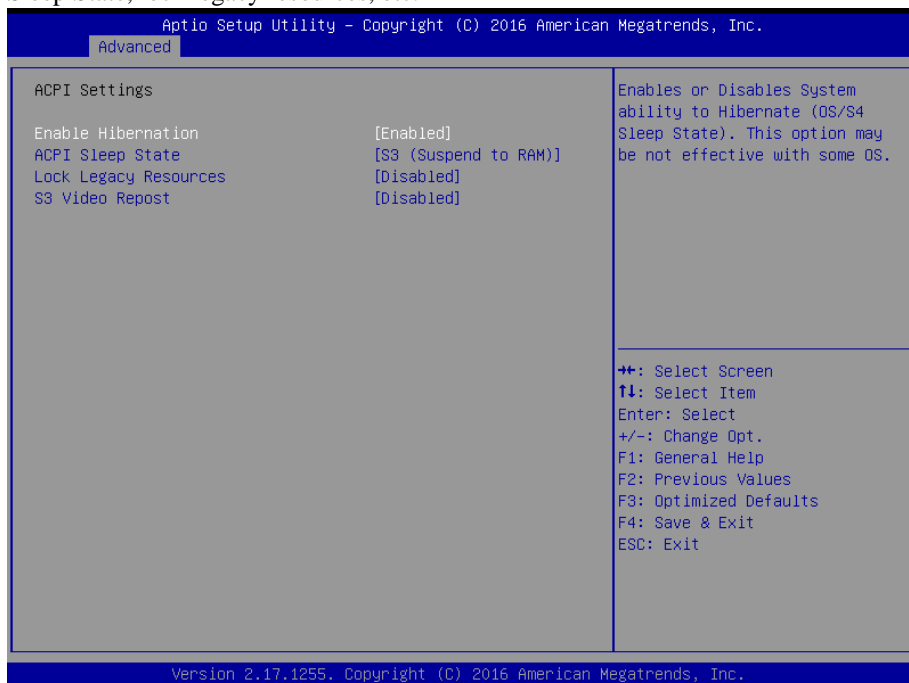 Aptio Setup Utility – Copyright (C) 2016 American Megatrends, Inc.
Advanced
ACPI Settings
Enable Hibernation [Enabled]
ACPI Sleep State [S3 (Suspend to RAM)]
Lock Legacy Resources [Disabled]
S3 Video Repost [Disabled]
Enables or Disables System
ability to Hibernate (OS/S4
Sleep State). This option may
be not effective with some OS.
→←: Select Screen
↑↓: Select Item
Enter: Select
+/-: Change Opt.
F1: General Help
F2: Previous Values
F3: Optimized Defaults
F4: Save & Exit
ESC: Exit
Version 2.17.1255. Copyright (C) 2016 American Megatrends, Inc.